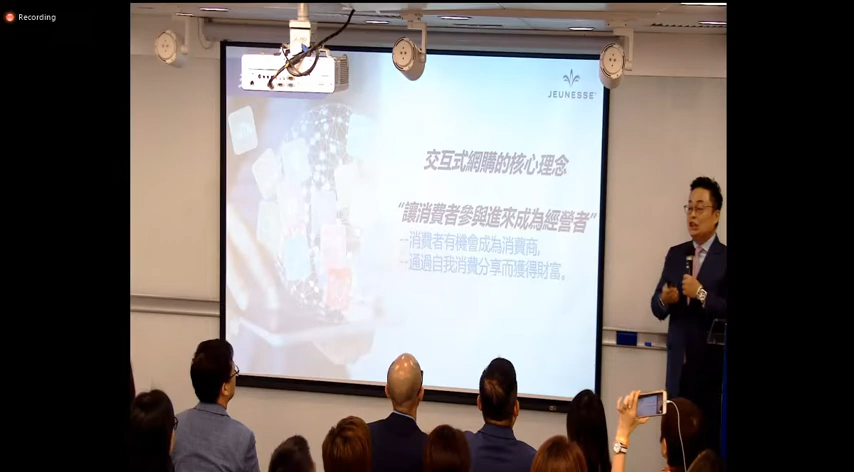 Recording
JEUNESSE
交互式網購的核心理念
“讓消費者參與進來成為經營者”
--消費者有機會成為消費商,
--通過自我消費分享而獲得財富。